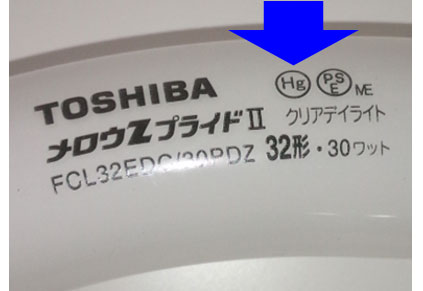 TOSHIBA Hg PSE ME
メロウZプライドⅡ クリアデイライト
FCL32EDC/30PDZ 32形・30ワット